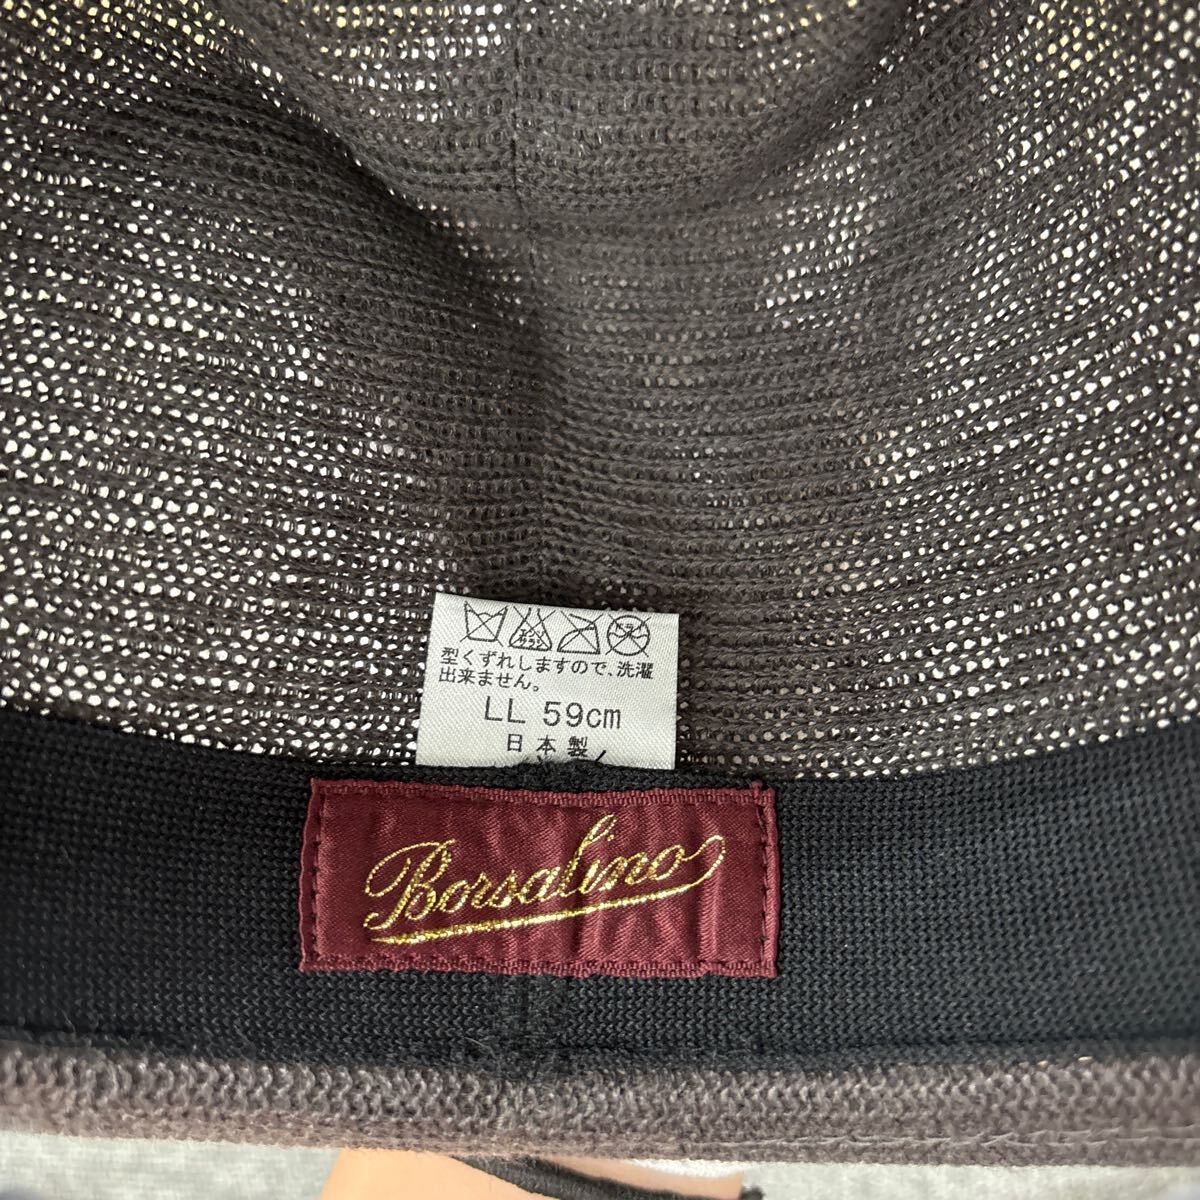 型くずれしますので、洗濯
出来ません。
LL 59cm
日本製
Borsalino